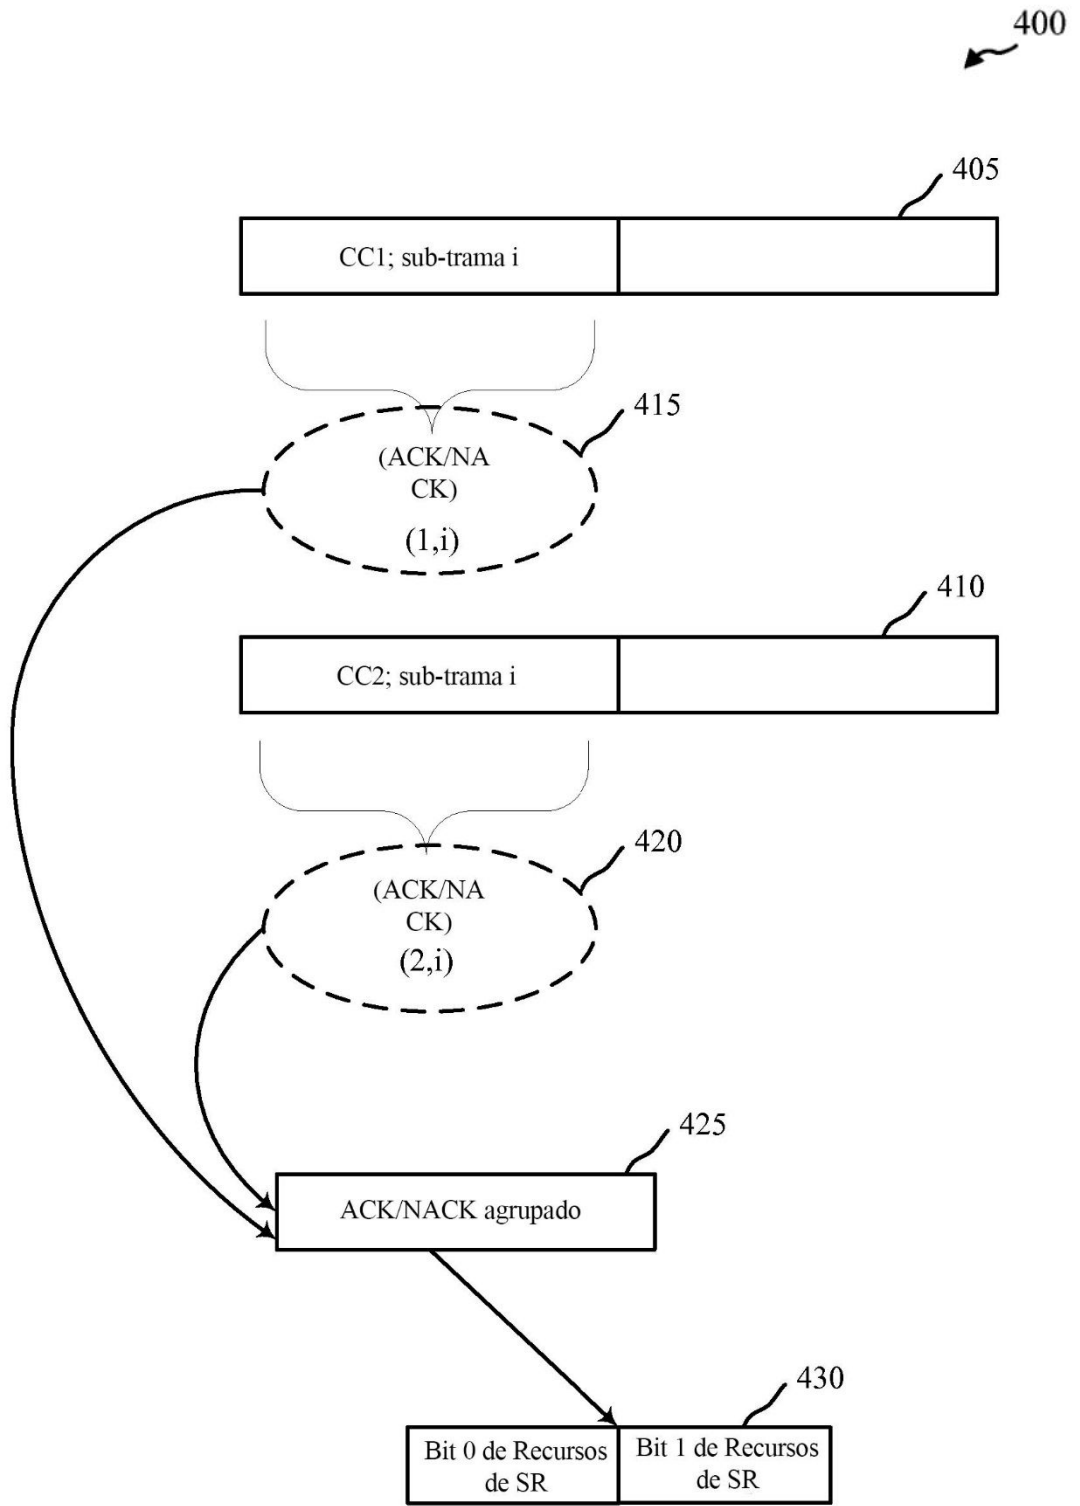 400
405
CC1; sub-trama i
415
(ACK/NA
CK)
(1,i)
410
CC2; sub-trama i
420
(ACK/NA
CK)
(2,i)
425
ACK/NACK agrupado
430
Bit 0 de Recursos
de SR
Bit 1 de Recursos
de SR